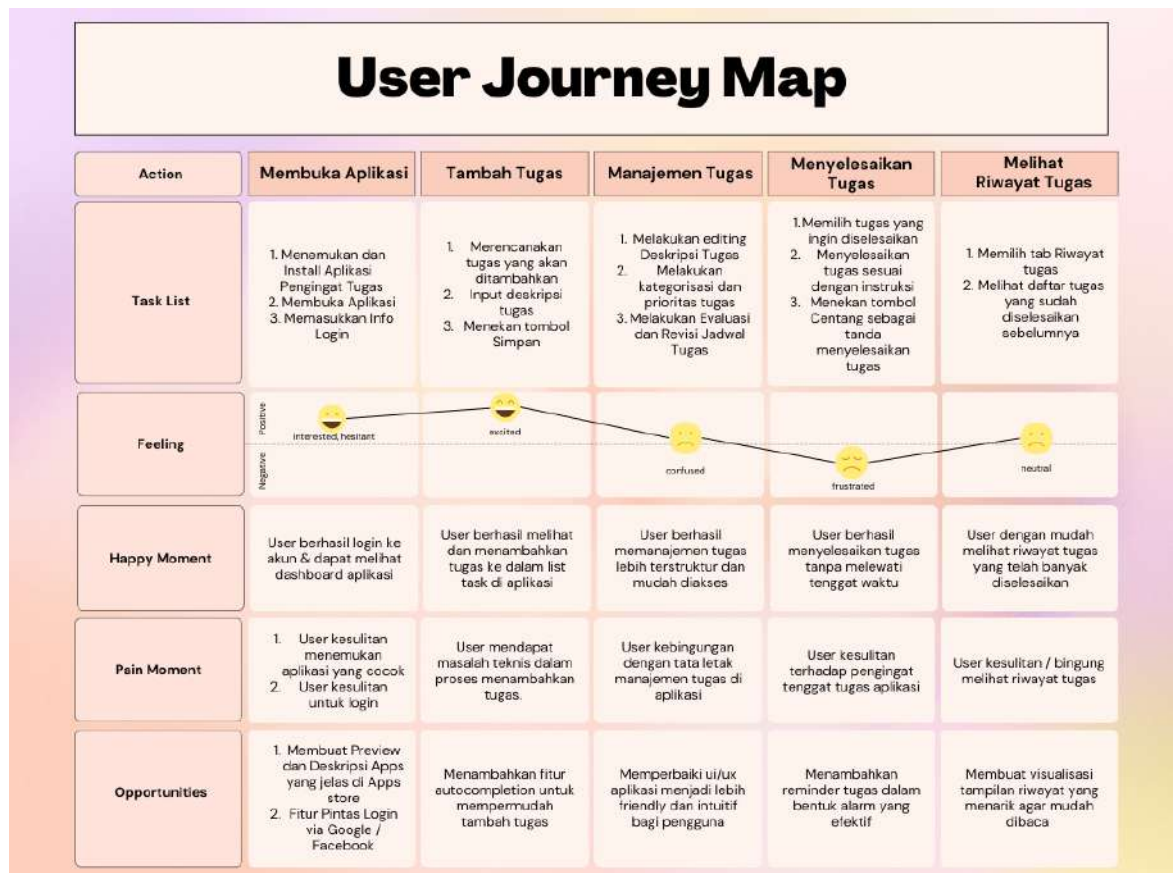 User Journey Map
Action
Membuka Aplikasi
Tambah Tugas
Manajemen Tugas
Menyelesaikan
Tugas
Melihat
Riwayat Tugas
Task List
1. Menemukan dan
Install Aplikasi
Pengingat Tugas
2. Membuka Aplikasi
3. Memasukkan Info
Login
1. Merencanakan
tugas yang akan
ditambahkan
2. Input deskripsi
tugas
3. Menekan tombol
Simpan
1. Melakukan editing
Deskripsi Tugas
2. Melakukan
kategorisasi dan
prioritas tugas
3. Melakukan Evaluasi
dan Revisi Jadwal
Tugas
1. Memilih tugas yang
ingin diselesaikan
2. Menyelesaikan
tugas sesuai
dengan instruksi
3. Menekan tombol
Centang sebagai
tanda
menyelesaikan
tugas
1. Memilih tab Riwayat
tugas
2. Melihat daftar tugas
yang sudah
diselesaikan
sebelumnya
Feeling
Positive
Negative
interested, hesitant
excited
confused
frustrated
neutral
Happy Moment
User berhasil login ke
akun & dapat melihat
dashboard aplikasi
User berhasil melihat
dan menambahkan
tugas ke dalam list
task di aplikasi
User berhasil
memanajemen tugas
lebih terstruktur dan
mudah diakses
User berhasil
menyelesaikan tugas
tanpa melewati
tenggat waktu
User dengan mudah
melihat riwayat tugas
yang telah banyak
diselesaikan
Pain Moment
1. User kesulitan
menemukan
aplikasi yang cocok
2. User kesulitan
untuk login
User mendapat
masalah teknis dalam
proses menambahkan
tugas.
User kebingungan
dengan tata letak
manajemen tugas di
aplikasi
User kesulitan
terhadap pengingat
tenggat tugas aplikasi
User kesulitan / bingung
melihat riwayat tugas
Opportunities
1. Membuat Preview
dan Deskripsi Apps
yang jelas di Apps
store
2. Fitur Pintas Login
via Google /
Facebook
Menambahkan fitur
autocompletion untuk
mempermudah
tambah tugas
Memperbaiki ui/ux
aplikasi menjadi lebih
friendly dan intuitif
bagi pengguna
Menambahkan
reminder tugas dalam
bentuk alarm yang
efektif
Membuat visualisasi
tampilan riwayat yang
menarik agar mudah
dibaca